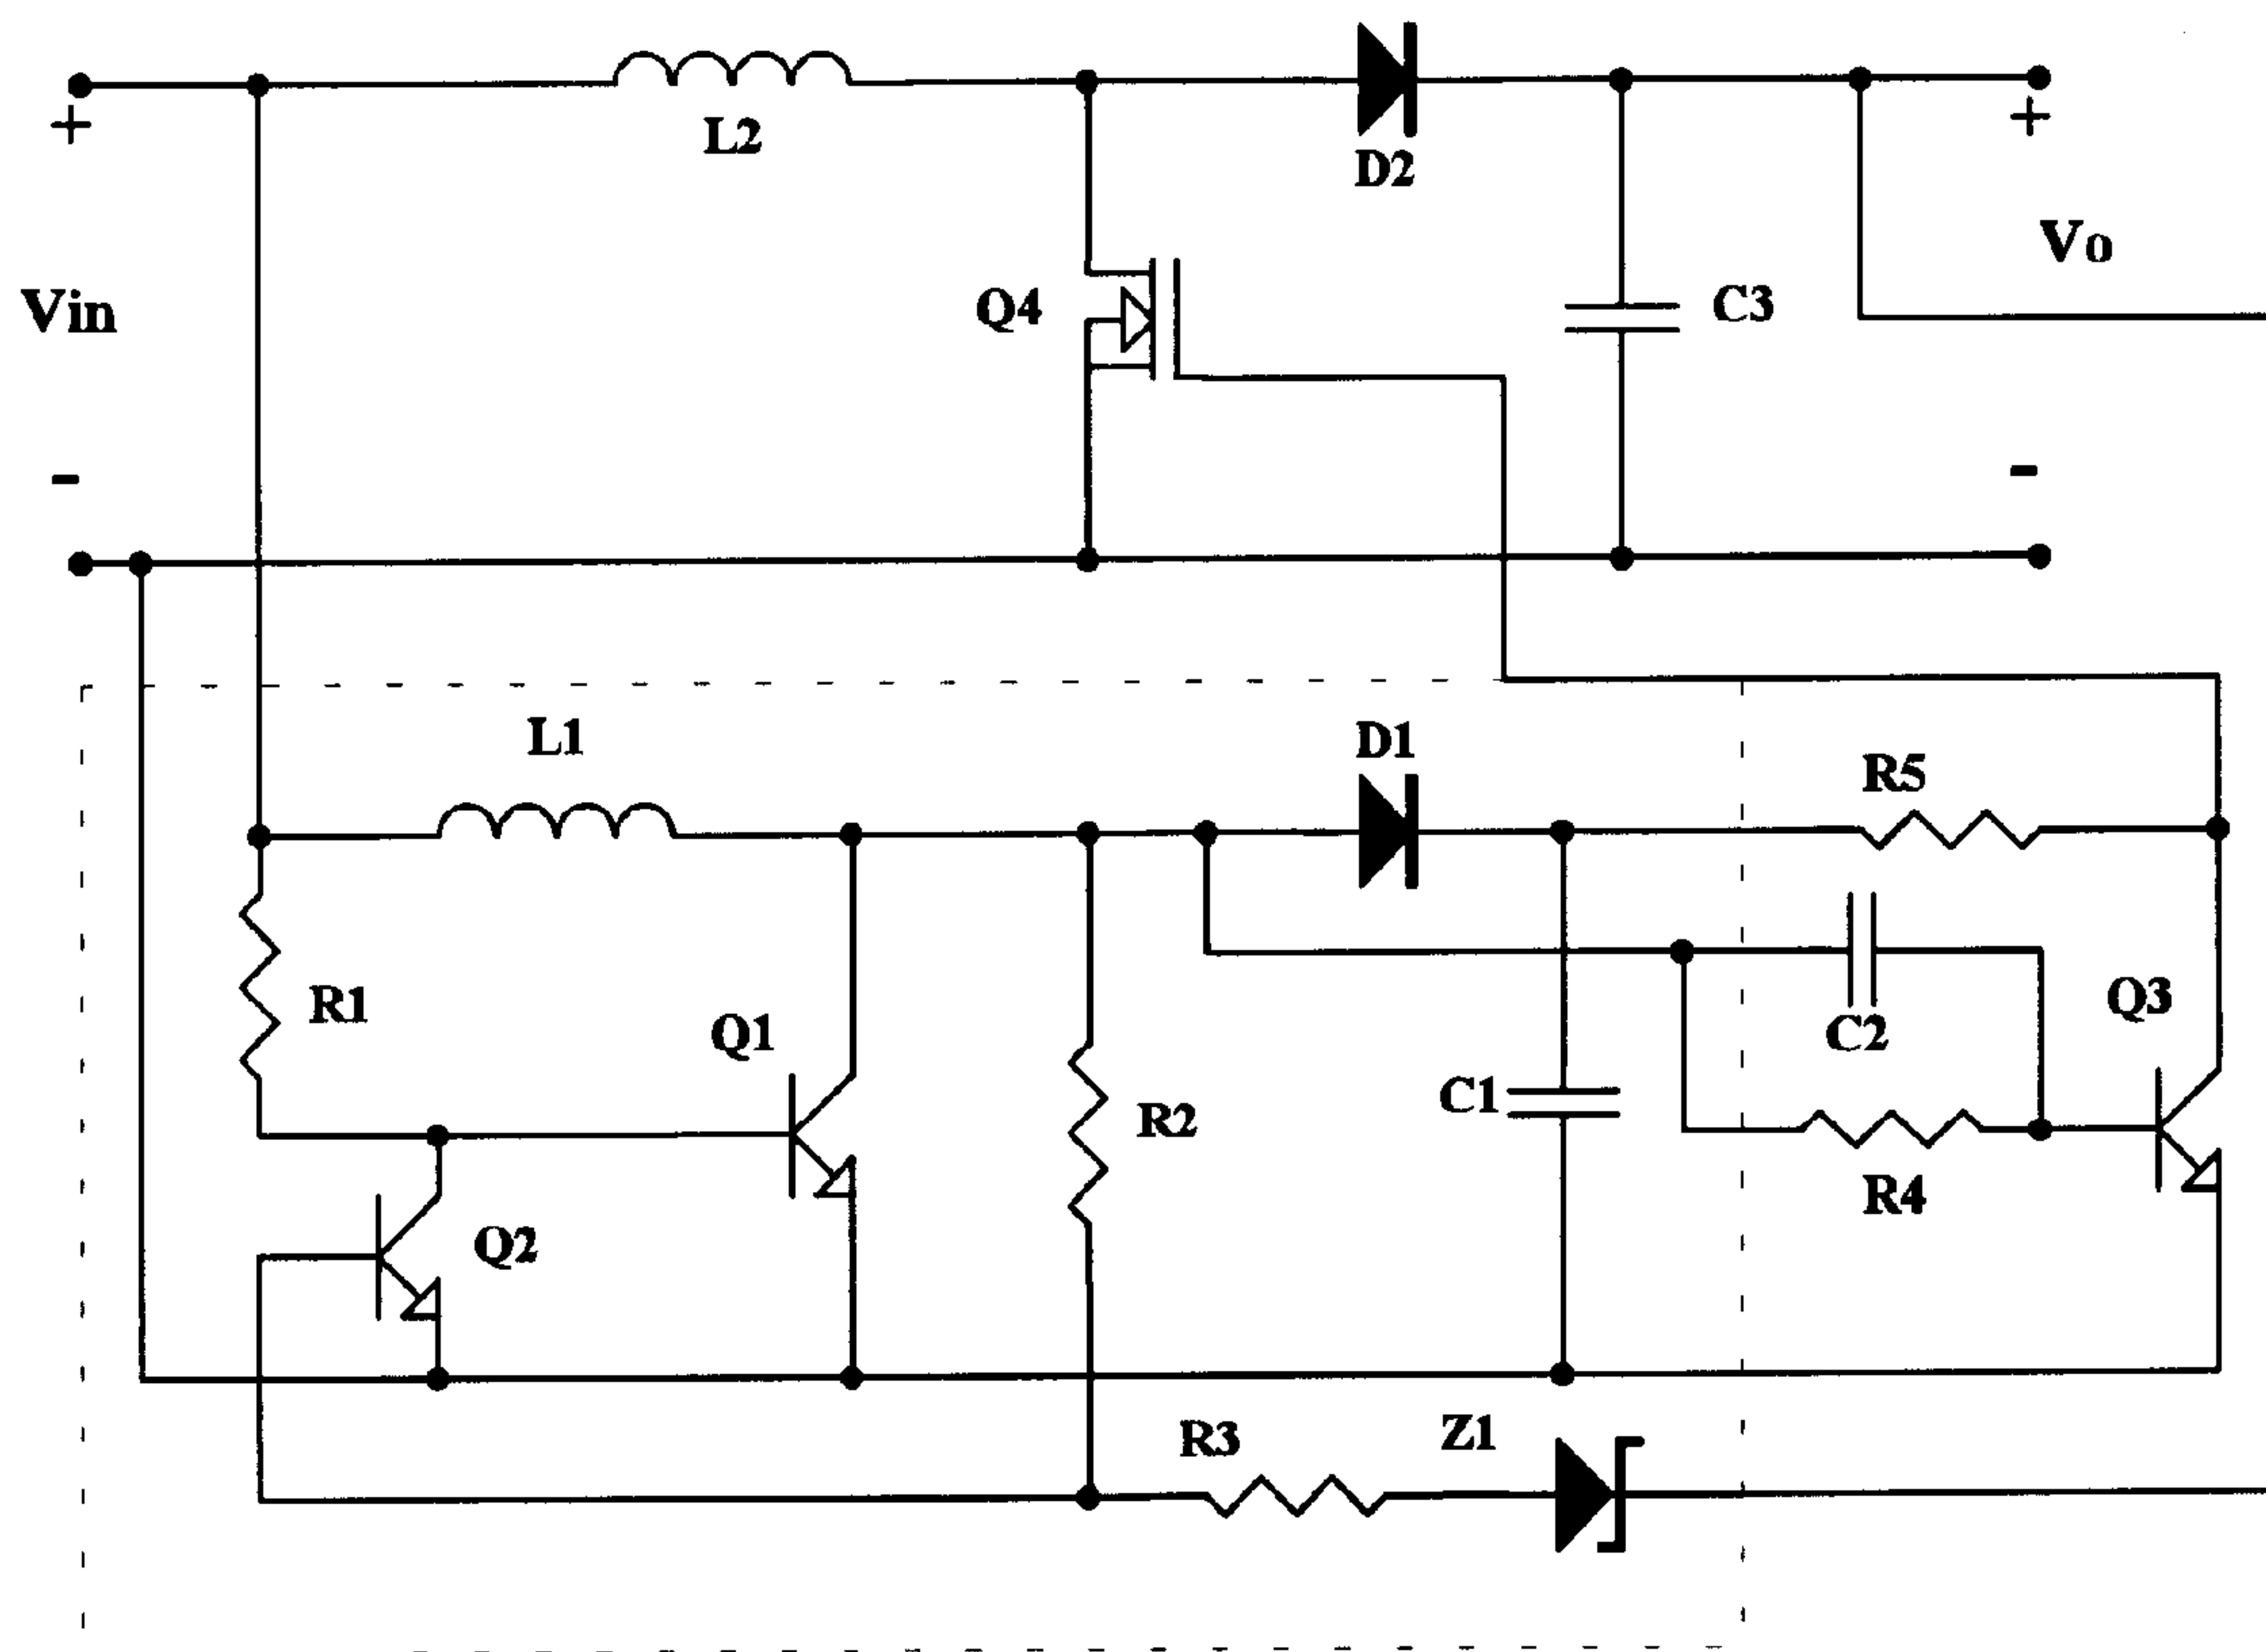 L2
D2
+
+
Vo
Vin
Q4
C3
-
-
L1
D1
R5
R1
Q1
Q3
C2
C1
R2
R4
Q2
R3
Z1